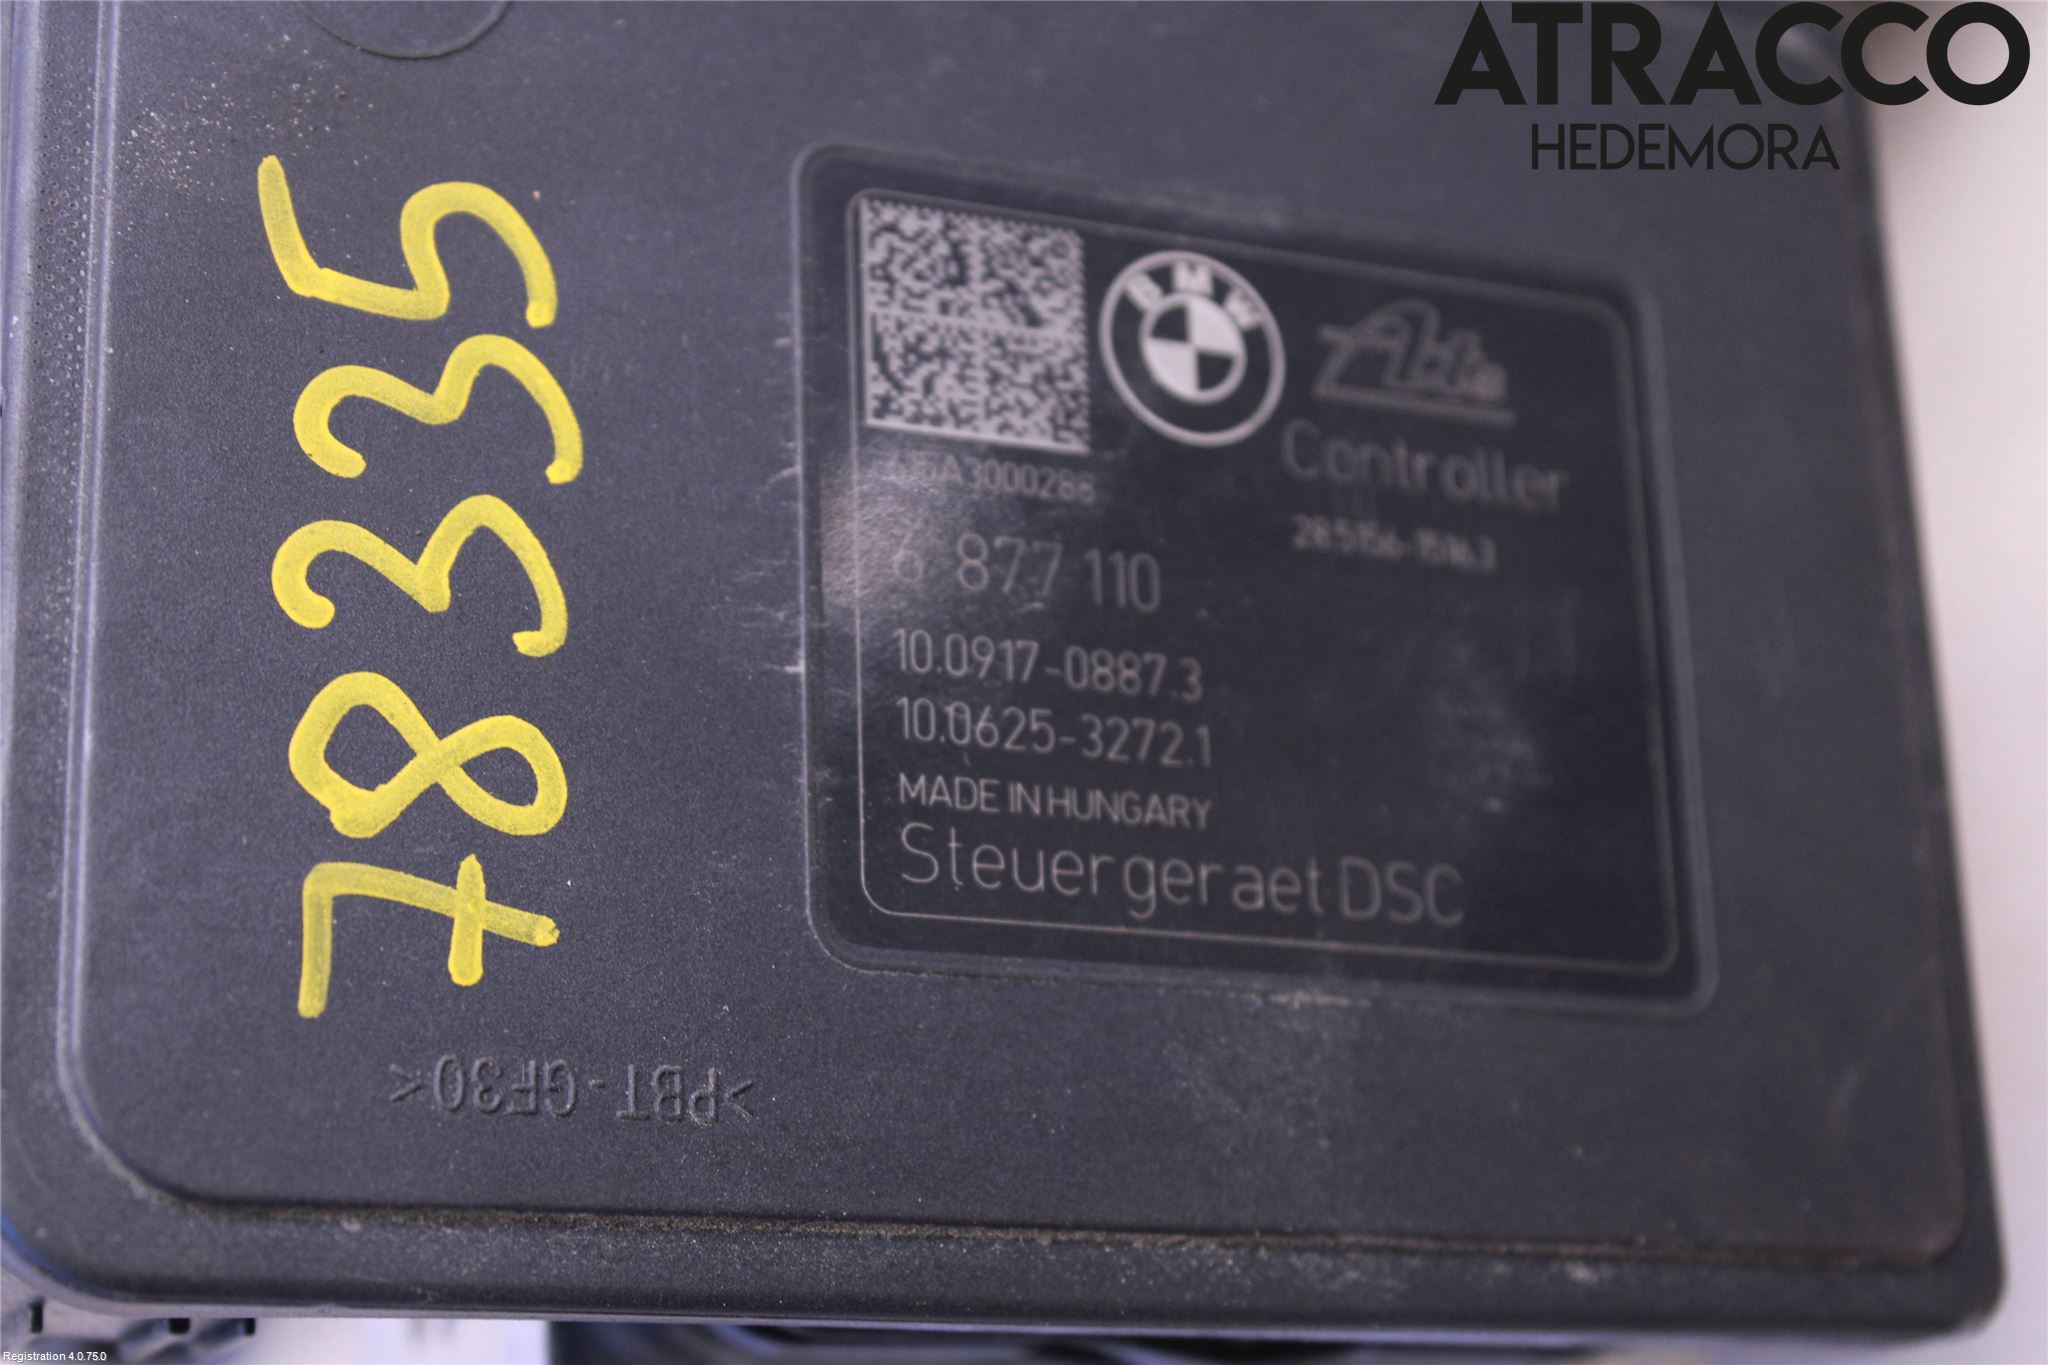 ATRACCO
HEDEMORA
78335
BMW
Ate
Controller
6 877 110
10.0917-0887.3
10.0625-3272.1
MADE IN HUNGARY
Steuergeraet DSC
>PBT-GF30<
Registration 4.0.75.0